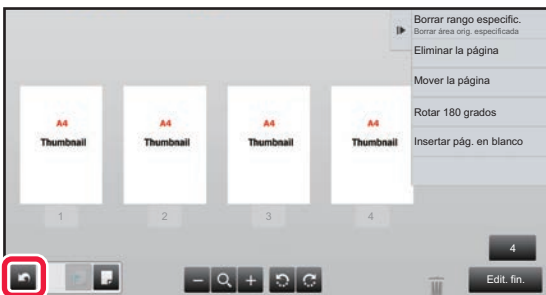 Borrar rango especific.
Borrar área orig. especificada
Eliminar la página
Mover la página
Rotar 180 grados
Insertar pág. en blanco
A4 A4 A4 A4
Thumbnail Thumbnail Thumbnail Thumbnail
1 2 3 4
4
Edit. fin.